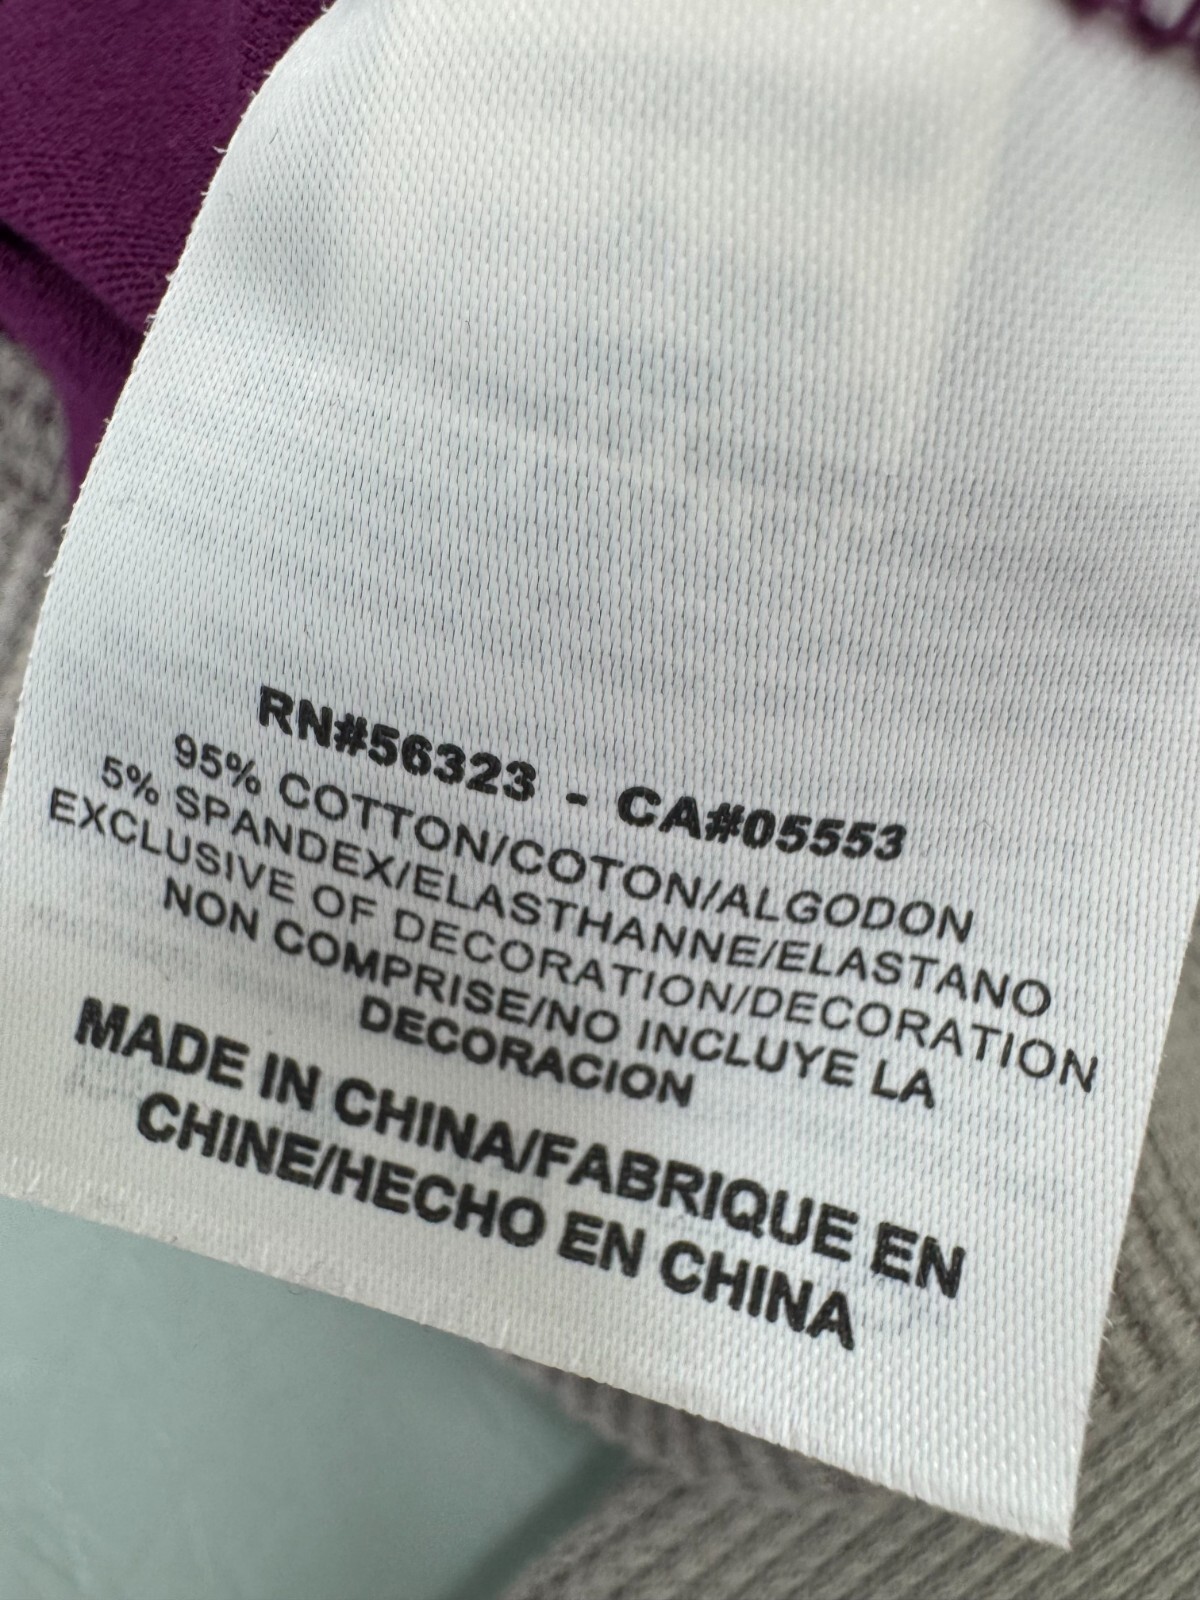 RN#56323 - CA#05553
95% COTTON/COTON/ALGODON
5% SPANDEX/ELASTHANNE/ELASTANO
EXCLUSIVE OF DECORATION/DECORATION
NON COMPRISE/NO INCLUYE LA
DECORACION
MADE IN CHINA/FABRIQUE EN
CHINE/HECHO EN CHINA